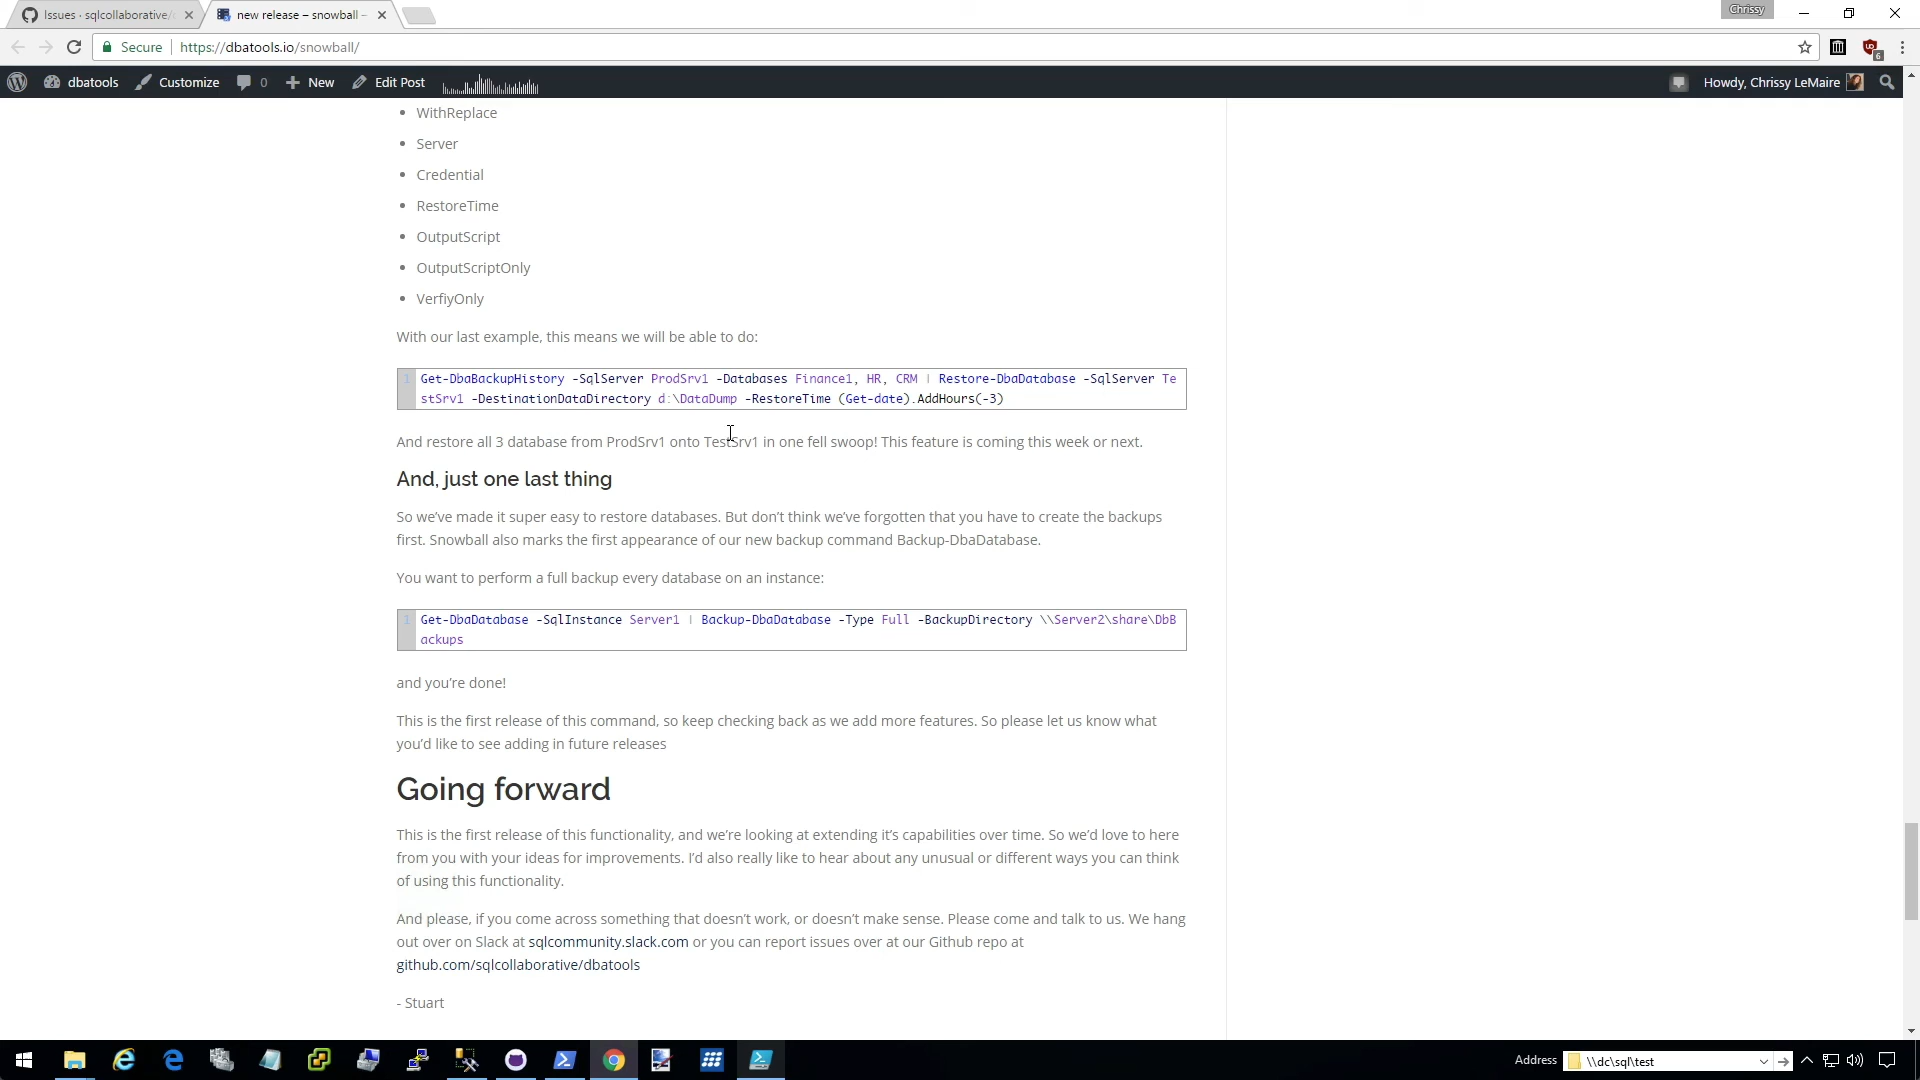 Issues · sqlcollaborative/
new release – snowball –
Chrissy
Secure
https://dbatools.io/snowball/
dbatools
Customize
0
New
Edit Post
Howdy, Chrissy LeMaire
WithReplace
Server
Credential
RestoreTime
OutputScript
OutputScriptOnly
VerfiyOnly
With our last example, this means we will be able to do:
1 Get-DbaBackupHistory -SqlServer ProdSrv1 -Databases Finance1, HR, CRM | Restore-DbaDatabase -SqlServer Te
stSrv1 -DestinationDataDirectory d:\DataDump -RestoreTime (Get-date).AddHours(-3)
And restore all 3 database from ProdSrv1 onto TestSrv1 in one fell swoop! This feature is coming this week or next.
And, just one last thing
So we've made it super easy to restore databases. But don't think we've forgotten that you have to create the backups
first. Snowball also marks the first appearance of our new backup command Backup-DbaDatabase.
You want to perform a full backup every database on an instance:
1 Get-DbaDatabase -SqlInstance Server1 | Backup-DbaDatabase -Type Full -BackupDirectory \\Server2\share\DbB
ackups
and you're done!
This is the first release of this command, so keep checking back as we add more features. So please let us know what
you'd like to see adding in future releases
Going forward
This is the first release of this functionality, and we're looking at extending it's capabilities over time. So we'd love to here
from you with your ideas for improvements. I'd also really like to hear about any unusual or different ways you can think
of using this functionality.
And please, if you come across something that doesn't work, or doesn't make sense. Please come and talk to us. We hang
out over on Slack at sqlcommunity.slack.com or you can report issues over at our Github repo at
github.com/sqlcollaborative/dbatools
- Stuart
Address
\\dc\sql\test